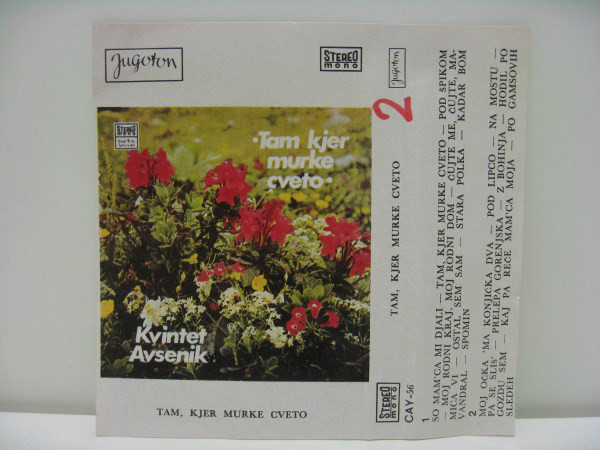 Jugoton
STEREO
mono
STEREO
·Tam kjer
murke
cveto·
Kvintet
Avsenik
TAM, KJER MURKE CVETO
STEREO
mono
Jugoton
2
TAM, KJER MURKE CVETO
CAY-56
1
SO MAM'CA MI DJALI — TAM, KJER MURKE CVETO — POD ŠPIKOM
— MOJ RODNI KRAJ, MOJ RODNI DOM — ČUJTE ME, ČUJTE, MA-
MICA VI — OSTAL SEM SAM — STARA POLKA — KADAR BOM
VANDRAL — SPOMIN
2
MOJ OČKA 'MA KONJIČKA DVA — POD LIPCO — NA MOSTU —
PA SE SLIŠ' — PRELEPA GORENJSKA — Z BOHINJA — HODIL PO
GOZDU SEM — KAJ PA REČE MAM'CA MOJA — PO GAMSOVIH
SLEDEH